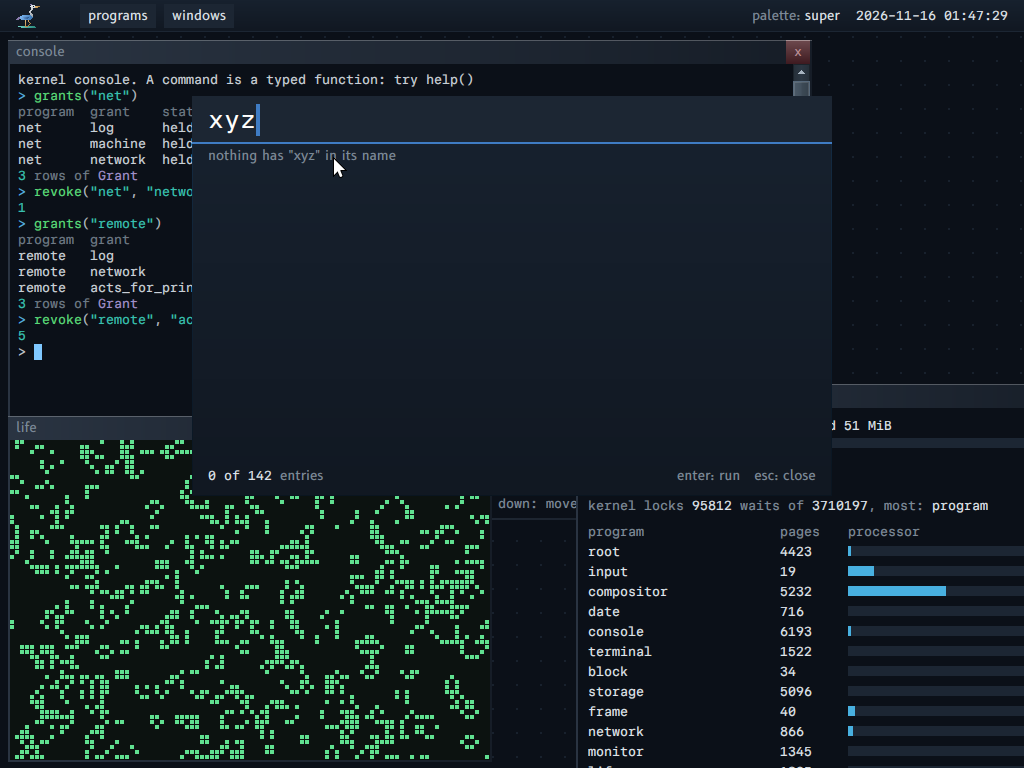 programs windows palette: super 2026-11-16 01:47:29
console x
kernel console. A command is a typed function: try help()
> grants("net")
program grant stat
net log held
net machine held
net network held
3 rows of Grant
> revoke("net", "netwo
1
> grants("remote")
program grant
remote log
remote network
remote acts_for_prin
3 rows of Grant
> revoke("remote", "ac
5
>
xyz
nothing has "xyz" in its name
0 of 142 entries enter: run esc: close
life
down: move
d 51 MiB
kernel locks 95812 waits of 3710197, most: program
program pages processor
root 4423
input 19
compositor 5232
date 716
console 6193
terminal 1522
block 34
storage 5096
frame 40
network 866
monitor 1345